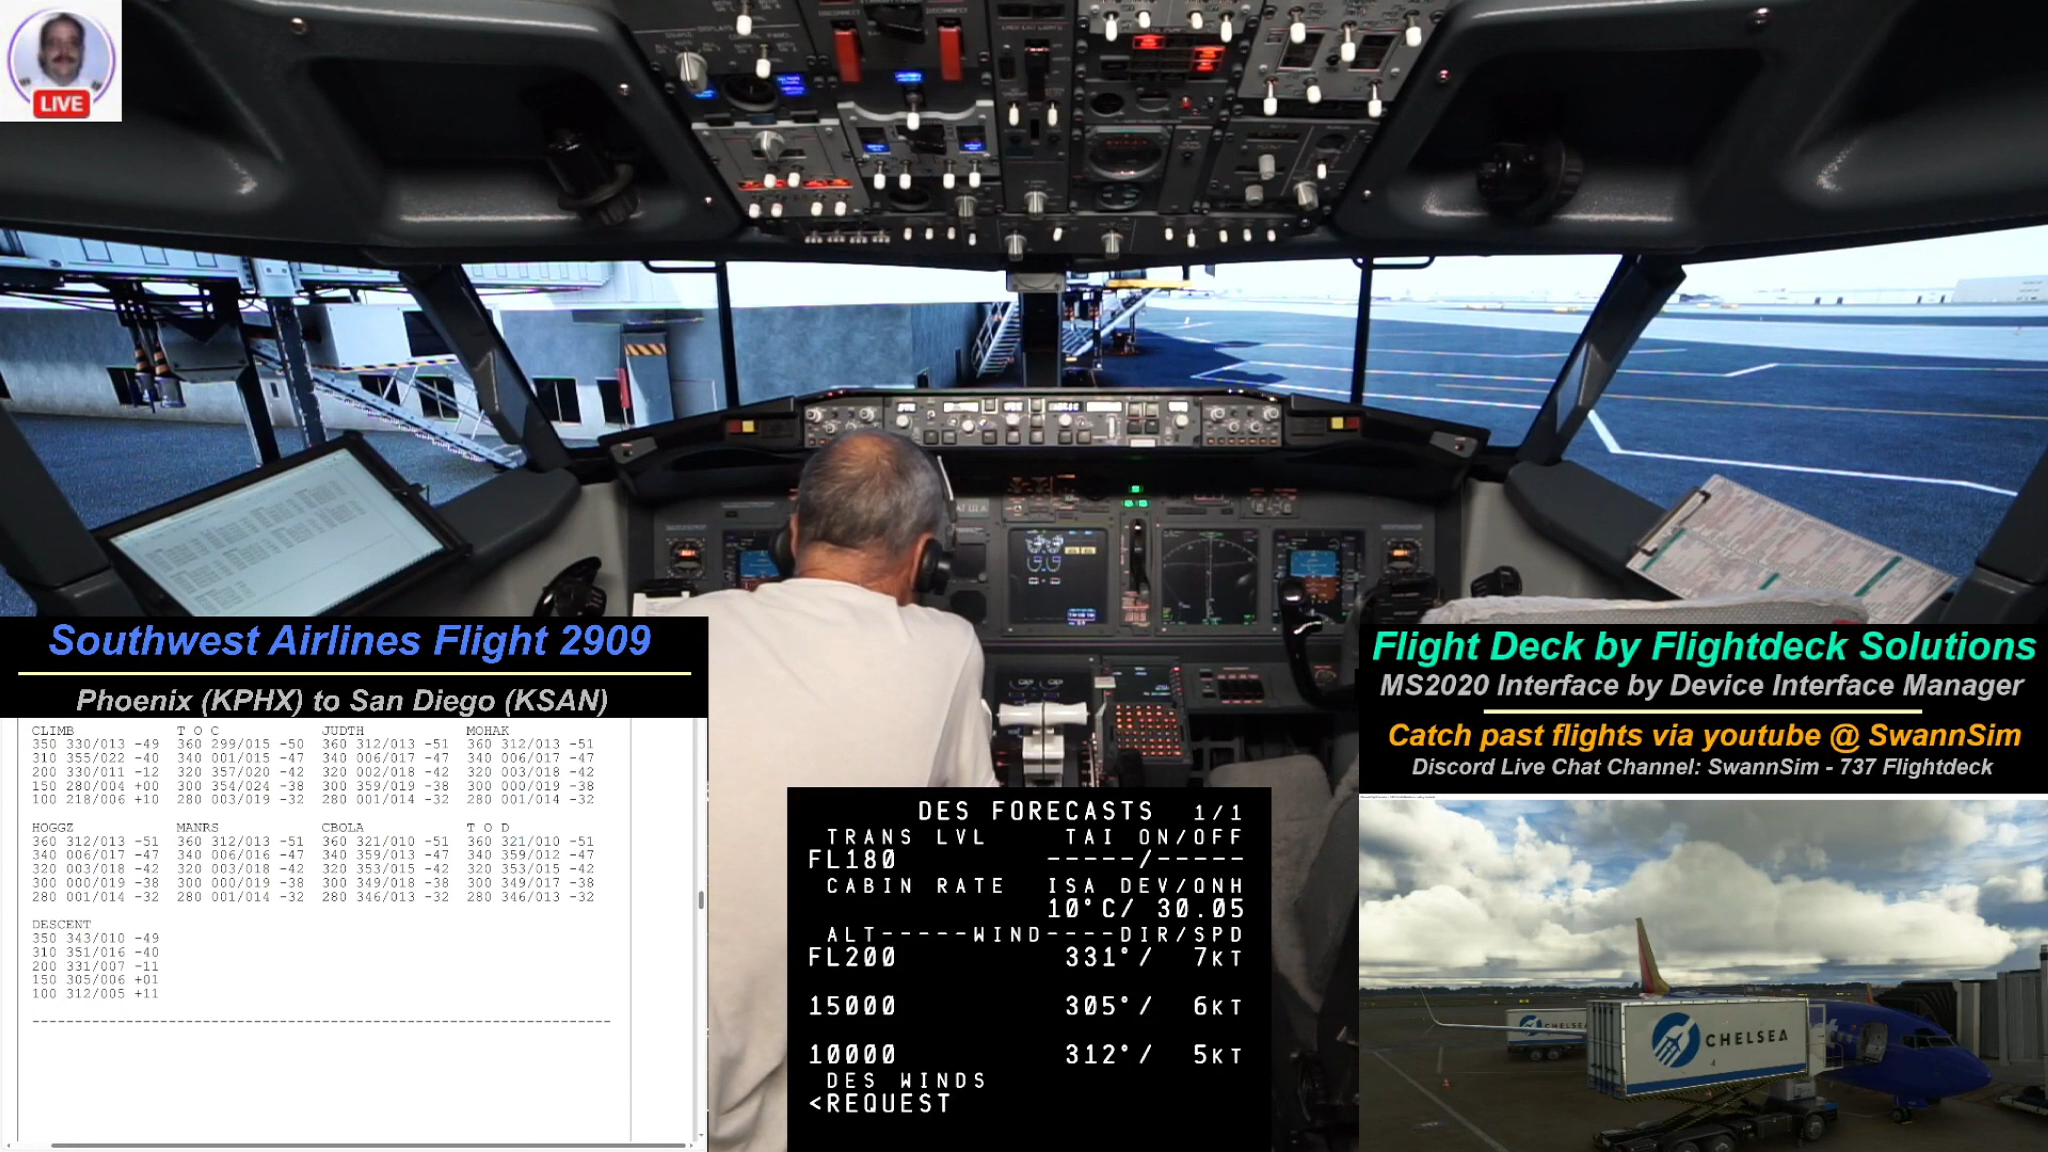 LIVE
Southwest Airlines Flight 2909
Phoenix (KPHX) to San Diego (KSAN)
CLIMB T O C JUDTH MOHAK
350 330/013 -49 360 299/015 -50 360 312/013 -51 360 312/013 -51
310 355/022 -40 340 001/015 -47 340 006/017 -47 340 006/017 -47
200 330/011 -12 320 357/020 -42 320 002/018 -42 320 003/018 -42
150 280/004 +00 300 354/024 -38 300 359/019 -38 300 000/019 -38
100 218/006 +10 280 003/019 -32 280 001/014 -32 280 001/014 -32
HOGGZ MANRS CBOLA T O D
360 312/013 -51 360 312/013 -51 360 321/010 -51 360 321/010 -51
340 006/017 -47 340 006/016 -47 340 359/013 -47 340 359/012 -47
320 003/018 -42 320 003/018 -42 320 353/015 -42 320 353/015 -42
300 000/019 -38 300 000/019 -38 300 349/018 -38 300 349/017 -38
280 001/014 -32 280 001/014 -32 280 346/013 -32 280 346/013 -32
DESCENT
350 343/010 -49
310 351/016 -40
200 331/007 -11
150 305/006 +01
100 312/005 +11
DES FORECASTS 1/1
TRANS LVL TAI ON/OFF
FL180 -----/-----
CABIN RATE ISA DEV/QNH
10°C/ 30.05
ALT-----WIND----DIR/SPD
FL200 331°/ 7KT
15000 305°/ 6KT
10000 312°/ 5KT
DES WINDS
<REQUEST
Flight Deck by Flightdeck Solutions
MS2020 Interface by Device Interface Manager
Catch past flights via youtube @ SwannSim
Discord Live Chat Channel: SwannSim - 737 Flightdeck
CHELSEA
CHELSEA
4